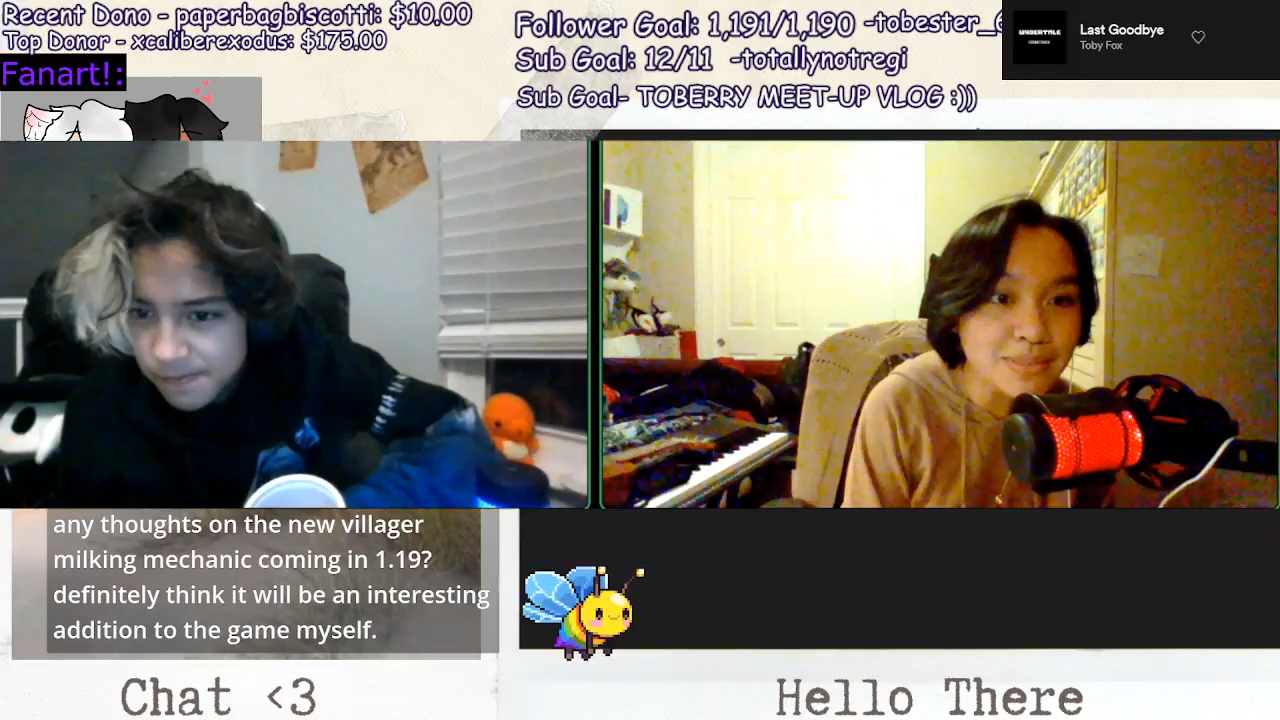 Recent Dono - paperbagbiscotti: $10.00
Top Donor - xcaliberexodus: $175.00
Fanart!:
Follower Goal: 1,191/1,190 -tobester_6
Sub Goal: 12/11 -totallynotregi
Sub Goal- TOBERRY MEET-UP VLOG :))
UNDERTALE
Last Goodbye
Toby Fox
any thoughts on the new villager
milking mechanic coming in 1.19?
definitely think it will be an interesting
addition to the game myself.
Chat <3
Hello There